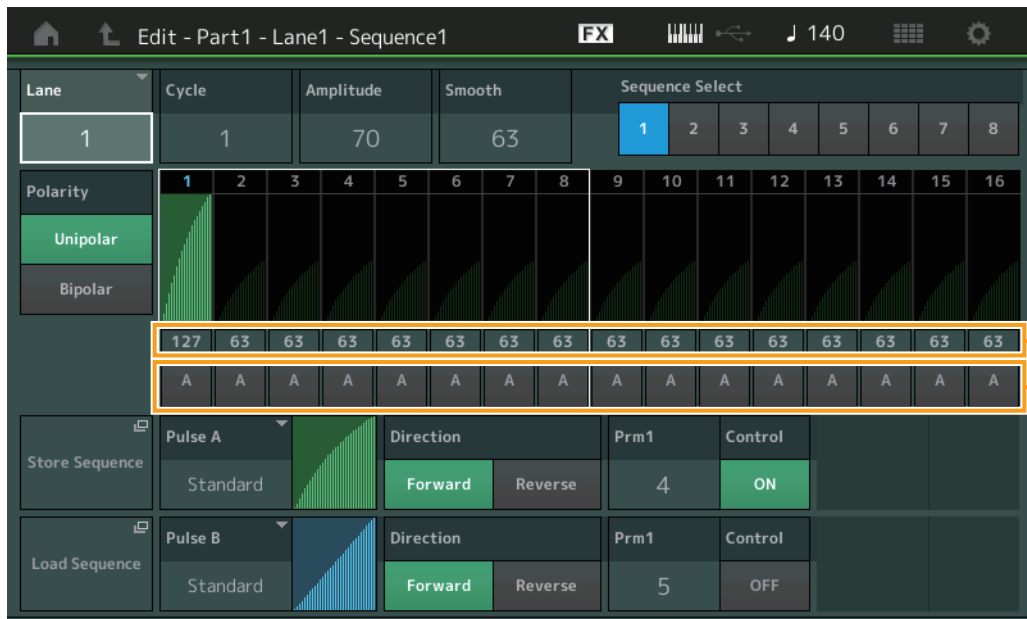 Edit - Part1 - Lane1 - Sequence1 FX ♩ 140
Lane Cycle Amplitude Smooth Sequence Select
1 1 70 63 1 2 3 4 5 6 7 8
Polarity 1 2 3 4 5 6 7 8 9 10 11 12 13 14 15 16
Unipolar
Bipolar
127 63 63 63 63 63 63 63 63 63 63 63 63 63 63 63
A A A A A A A A A A A A A A A A
Store Sequence
Pulse A Direction Prm1 Control
Standard Forward Reverse 4 ON
Load Sequence
Pulse B Direction Prm1 Control
Standard Forward Reverse 5 OFF